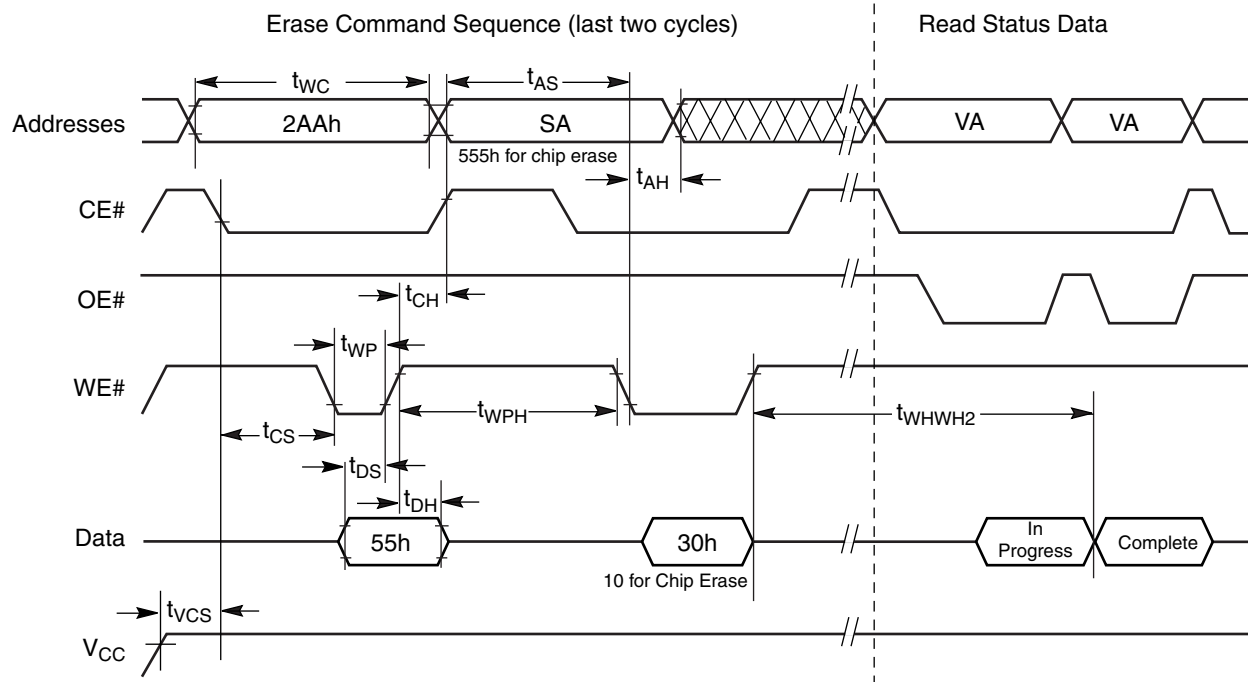 Erase Command Sequence (last two cycles)
Read Status Data
tWC
tAS
Addresses
2AAh
SA
VA
VA
555h for chip erase
tAH
CE#
OE#
tCH
tWP
WE#
tWPH
tWHWH2
tCS
tDS
tDH
Data
55h
30h
In
Progress
Complete
10 for Chip Erase
tVCS
VCC